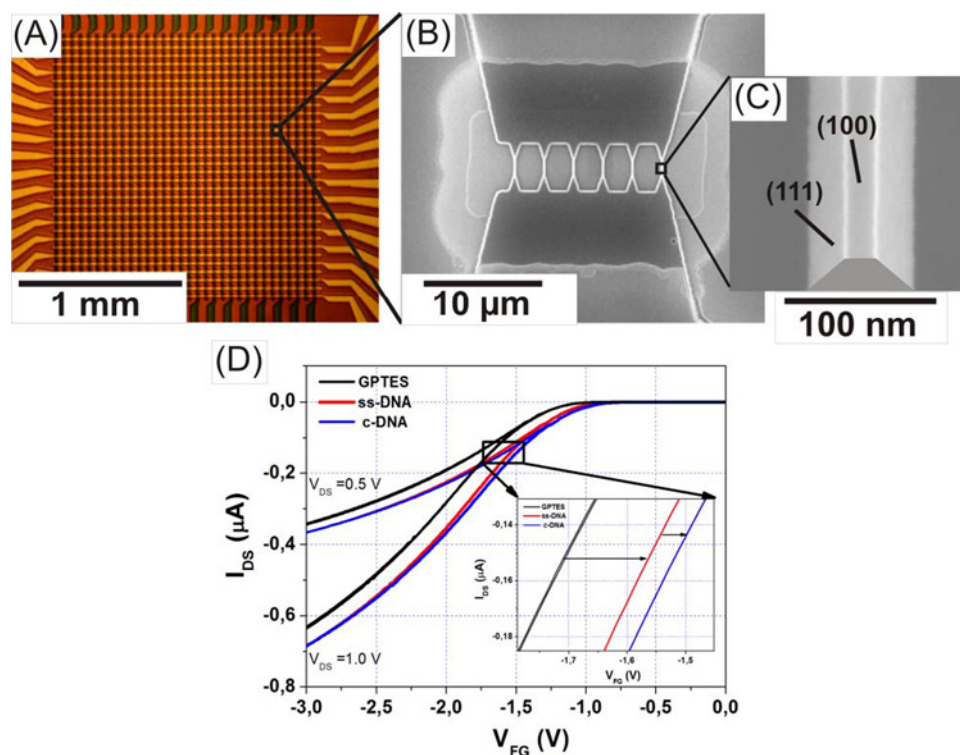 (A)
1 mm
(B)
10 µm
(C)
(100)
(111)
100 nm
(D)
GPTES
ss-DNA
c-DNA
V_DS =0.5 V
V_DS =1.0 V
I_DS (µA)
0,0
-0,2
-0,4
-0,6
-0,8
-3,0 -2,5 -2,0 -1,5 -1,0 -0,5 0,0
V_FG (V)
GPTES
ss-DNA
c-DNA
I_DS (µA)
-0,14
-0,16
-0,18
-1,7 -1,6 -1,5
V_FG (V)